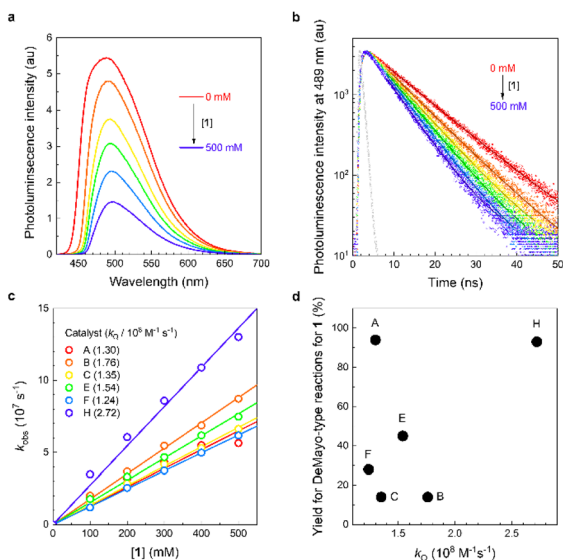 a
Photoluminsecence intensity (au)
6
5
4
3
2
1
0
0 mM
[1]
500 mM
500
600
700
Wavelength (nm)
b
Photoluminescence intensity at 489 nm (au)
10³
10²
10¹
0 mM
[1]
500 mM
0
10
20
30
40
50
Time (ns)
c
k_obs (10⁷ s⁻¹)
15
10
5
0
Catalyst (k_Q / 10⁸ M⁻¹ s⁻¹)
A (1.30)
B (1.76)
C (1.35)
E (1.54)
F (1.24)
H (2.72)
0
100
200
300
400
500
[1] (mM)
d
Yield for DeMayo-type reactions for 1 (%)
100
80
60
40
20
0
A
H
E
F
C
B
1.5
2.0
2.5
k_Q (10⁸ M⁻¹s⁻¹)